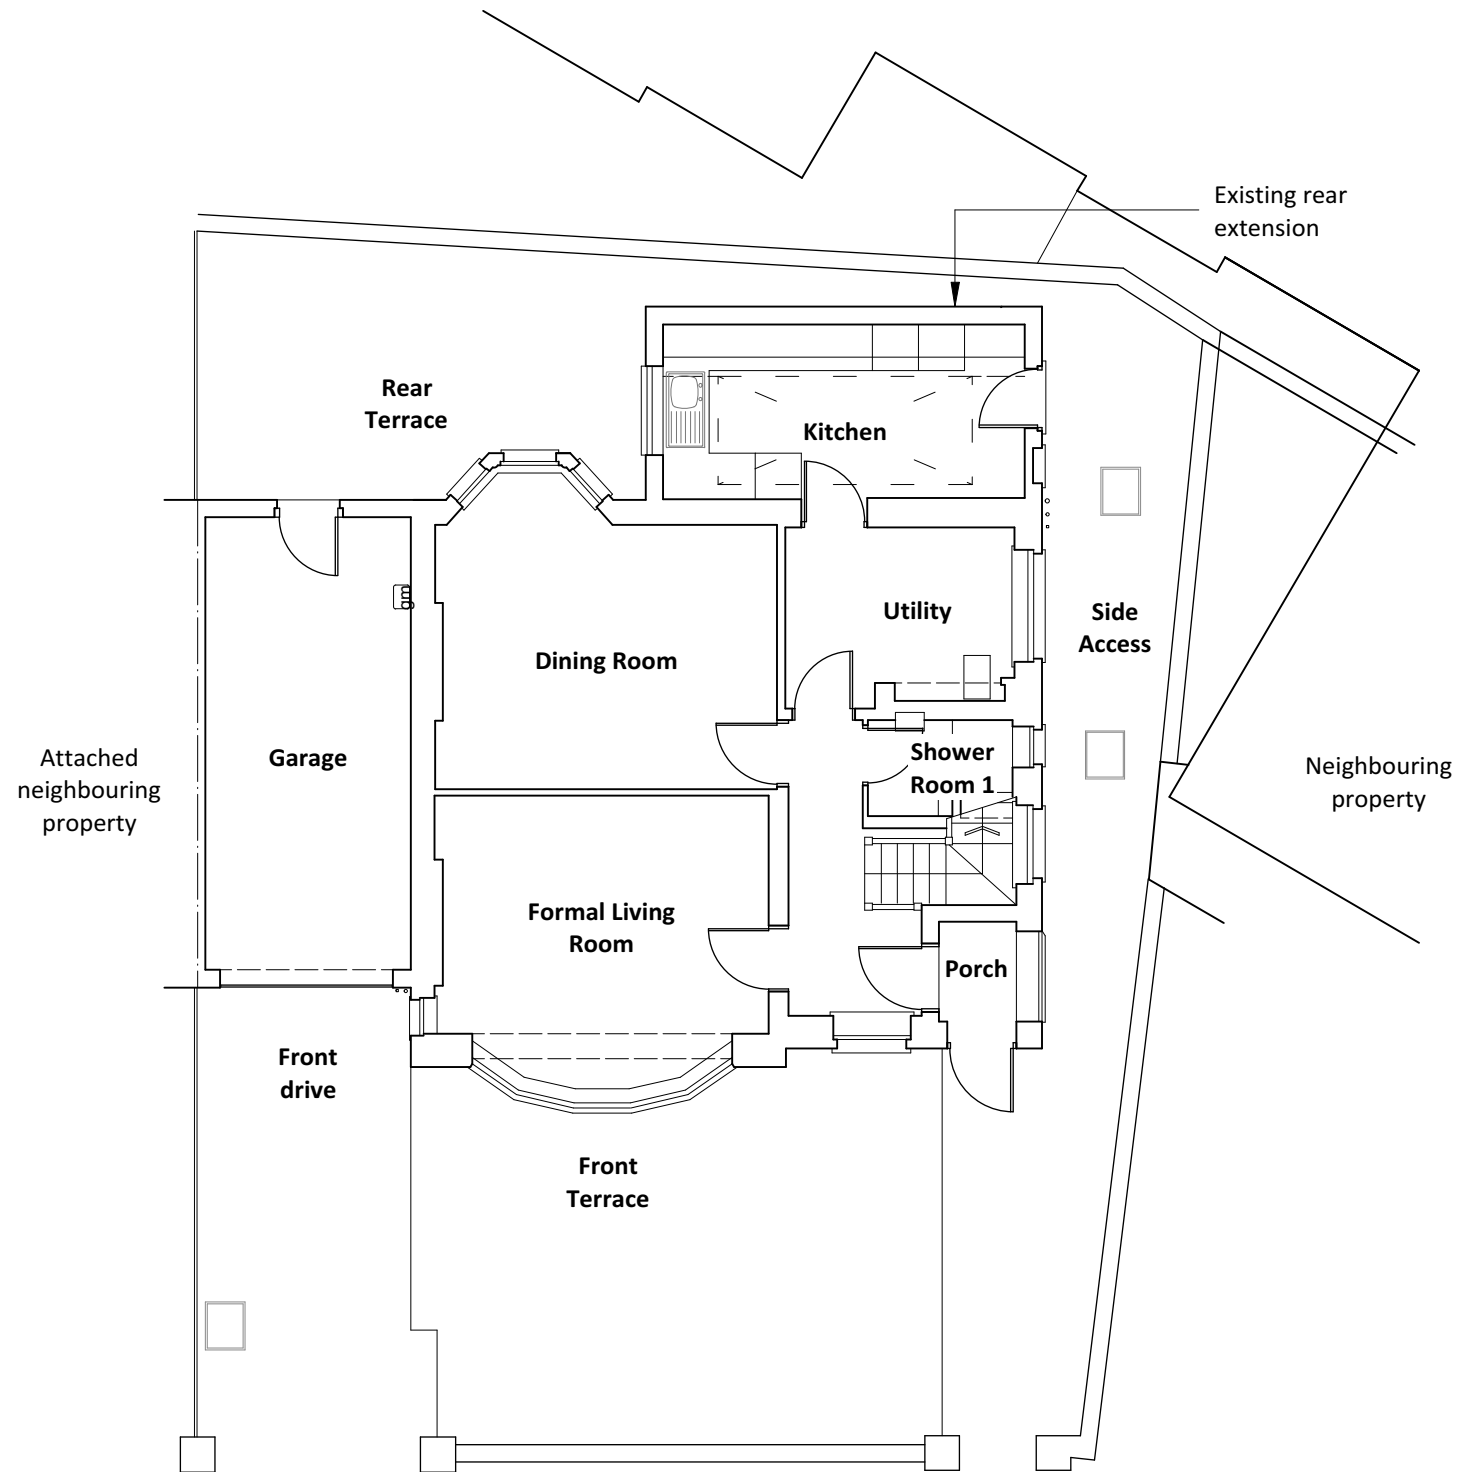 Existing rear
extension
Rear
Terrace
Kitchen
gm
Utility
Side
Access
Dining Room
Attached
neighbouring
property
Garage
Shower
Room 1
Neighbouring
property
Formal Living
Room
Porch
Front
drive
Front
Terrace